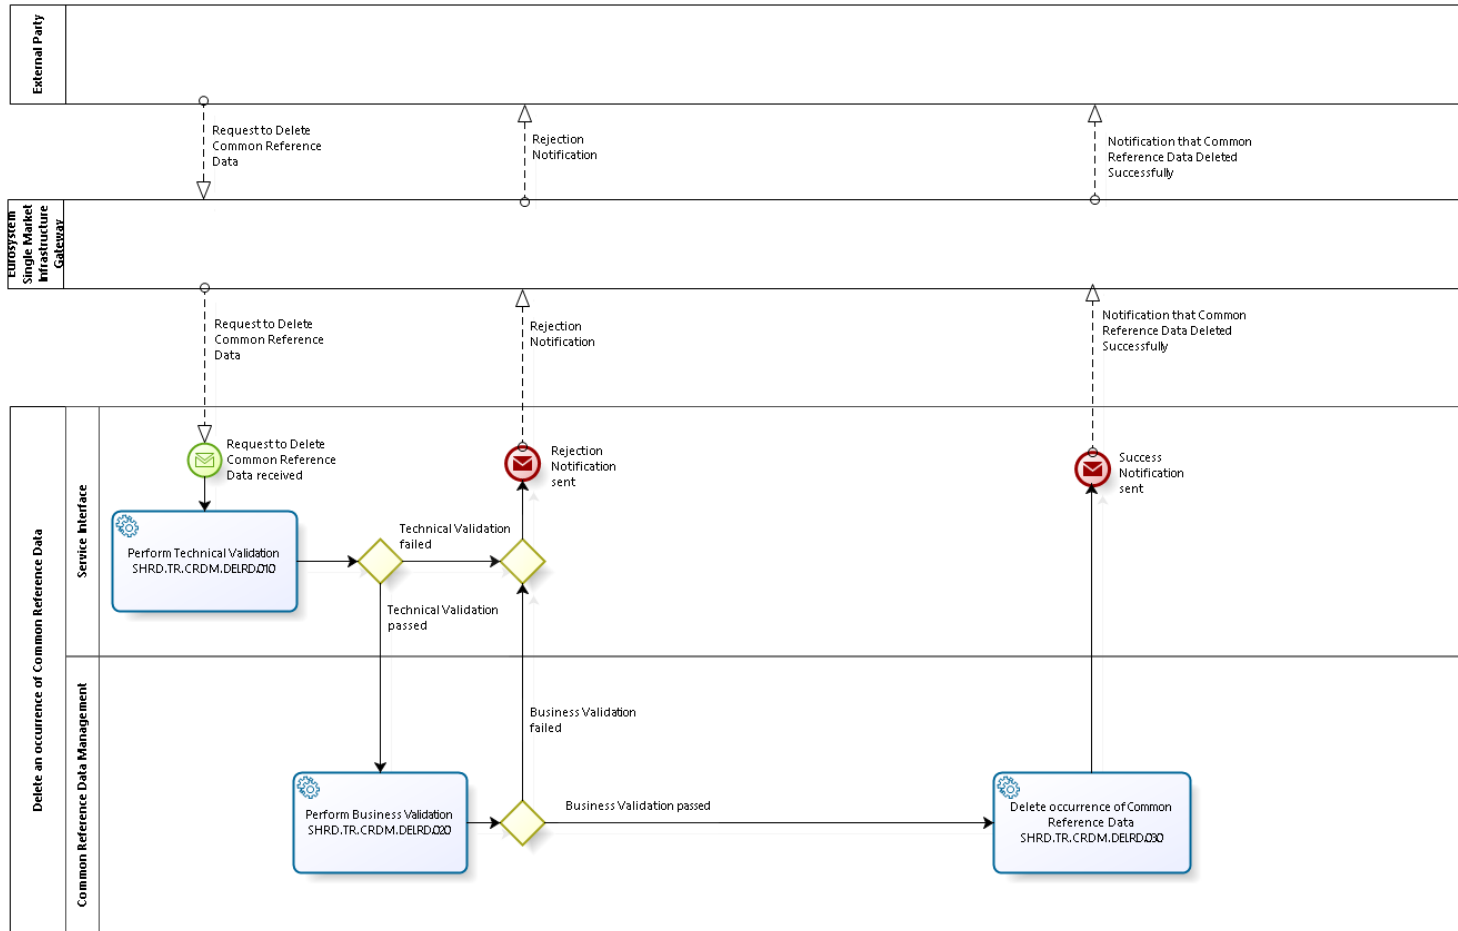 External Party
Request to Delete
Common Reference
Data
Rejection
Notification
Notification that Common
Reference Data Deleted
Successfully
Eurosystem
Single Market
Infrastructure
Gateway
Request to Delete
Common Reference
Data
Rejection
Notification
Notification that Common
Reference Data Deleted
Successfully
Delete an occurrence of Common Reference Data
Service Interface
Request to Delete
Common Reference
Data received
Rejection
Notification
sent
Success
Notification
sent
Perform Technical Validation
SHRD.TR.CRDM.DELRD.010
Technical Validation
failed
Technical Validation
passed
Common Reference Data Management
Business Validation
failed
Perform Business Validation
SHRD.TR.CRDM.DELRD.020
Business Validation passed
Delete occurrence of Common
Reference Data
SHRD.TR.CRDM.DELRD.030